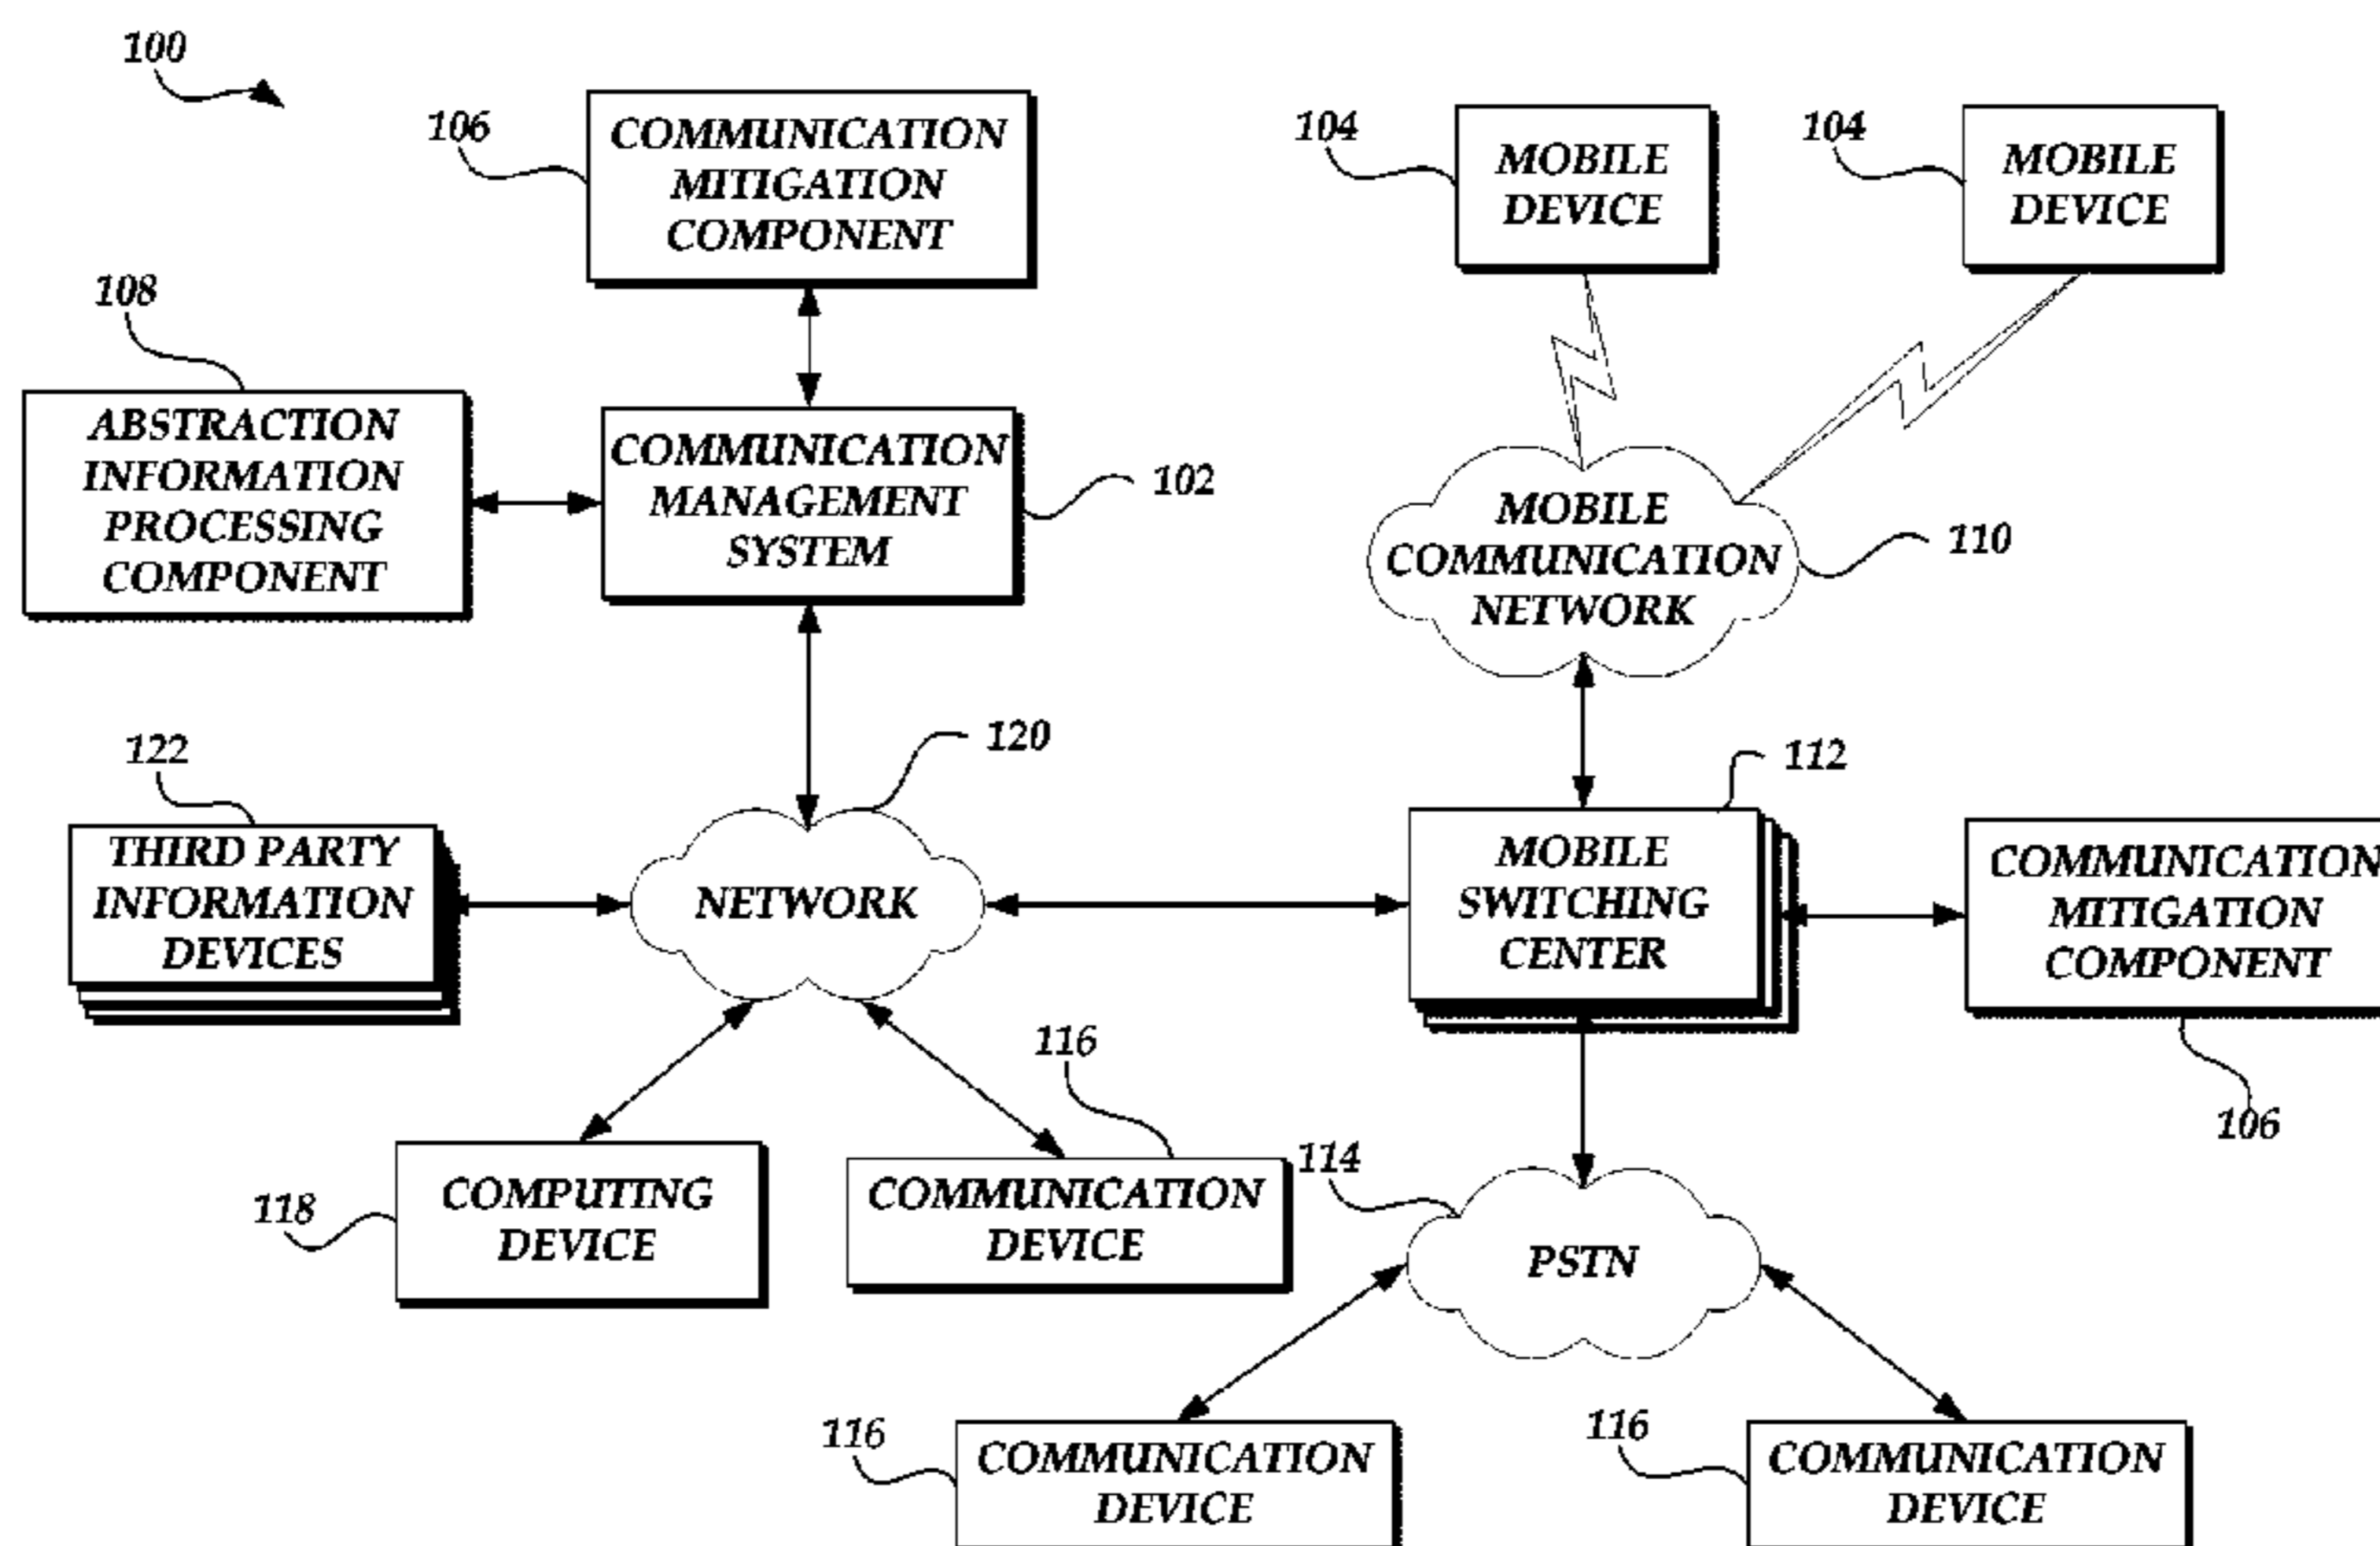 100
106
COMMUNICATION
MITIGATION
COMPONENT
104
MOBILE
DEVICE
104
MOBILE
DEVICE
108
ABSTRACTION
INFORMATION
PROCESSING
COMPONENT
COMMUNICATION
MANAGEMENT
SYSTEM
102
MOBILE
COMMUNICATION
NETWORK
110
122
THIRD PARTY
INFORMATION
DEVICES
120
NETWORK
112
MOBILE
SWITCHING
CENTER
COMMUNICATION
MITIGATION
COMPONENT
106
118
COMPUTING
DEVICE
116
COMMUNICATION
DEVICE
114
PSTN
116
COMMUNICATION
DEVICE
116
COMMUNICATION
DEVICE